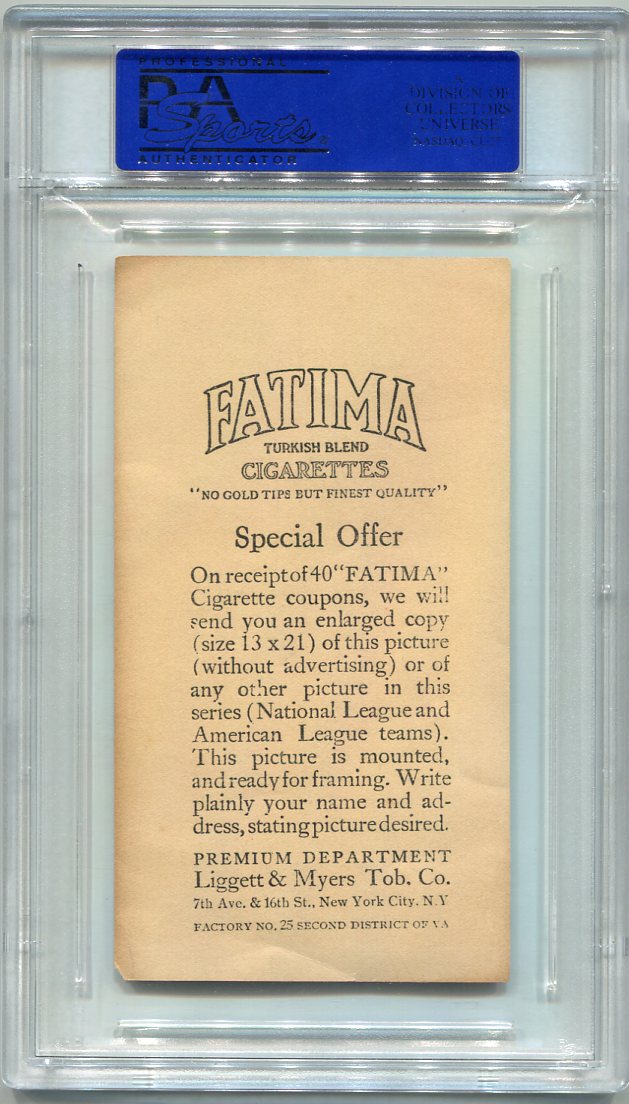 PROFESSIONAL
PSA
Sports
AUTHENTICATOR
A
DIVISION OF
COLLECTORS
UNIVERSE
FATIMA
TURKISH BLEND
CIGARETTES
"NO GOLD TIPS BUT FINEST QUALITY"
Special Offer
On receipt of 40 "FATIMA"
Cigarette coupons, we will
send you an enlarged copy
(size 13 x 21) of this picture
(without advertising) or of
any other picture in this
series (National League and
American League teams).
This picture is mounted,
and ready for framing. Write
plainly your name and ad-
dress, stating picture desired.
PREMIUM DEPARTMENT
Liggett & Myers Tob. Co.
7th Ave. & 16th St., New York City. N.Y
FACTORY NO. 25 SECOND DISTRICT OF VA